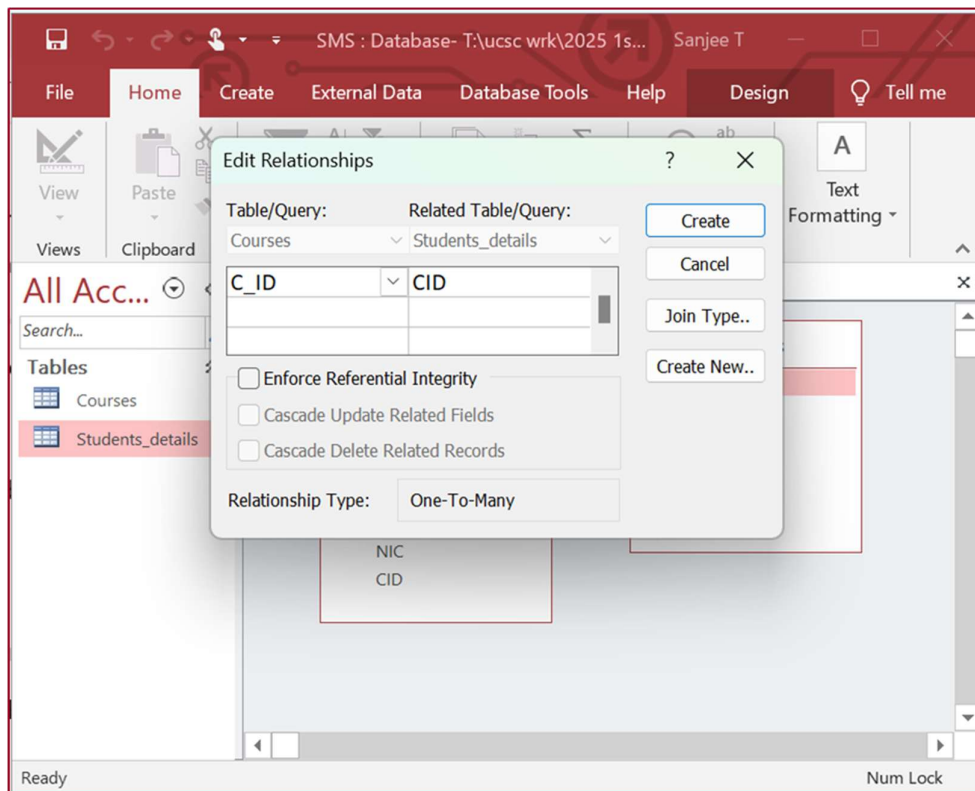 SMS : Database- T:\ucsc wrk\2025 1s... Sanjee T
File Home Create External Data Database Tools Help Design Tell me
View
Paste
ab
A
Text
Formatting
Views
Clipboard
Edit Relationships ?
Table/Query: Related Table/Query:
Courses Students_details
C_ID CID
Create
Cancel
Join Type..
Create New..
Enforce Referential Integrity
Cascade Update Related Fields
Cascade Delete Related Records
Relationship Type: One-To-Many
All Acc...
Search...
Tables
Courses
Students_details
NIC
CID
Ready Num Lock